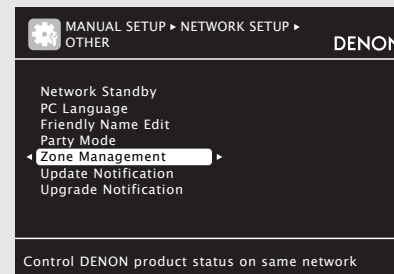 MANUAL SETUP ▸ NETWORK SETUP ▸
OTHER
DENON
Network Standby
PC Language
Friendly Name Edit
Party Mode
◂ Zone Management ▸
Update Notification
Upgrade Notification
Control DENON product status on same network